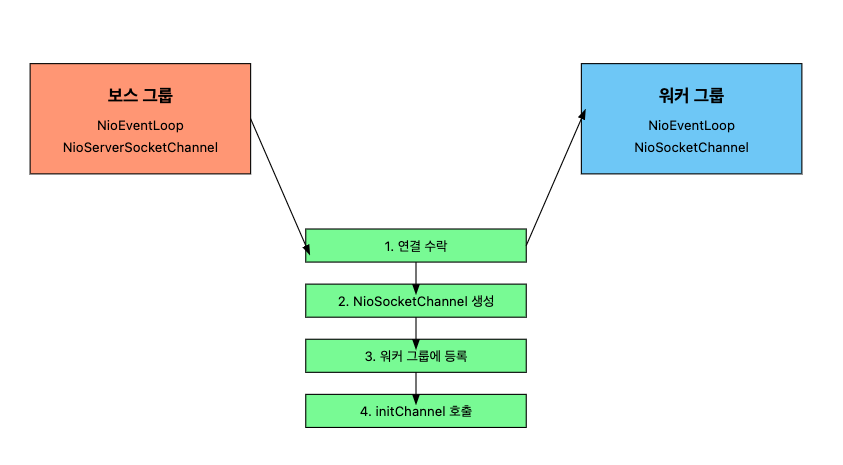 보스 그룹
NioEventLoop
NioServerSocketChannel
워커 그룹
NioEventLoop
NioSocketChannel
1. 연결 수락
2. NioSocketChannel 생성
3. 워커 그룹에 등록
4. initChannel 호출